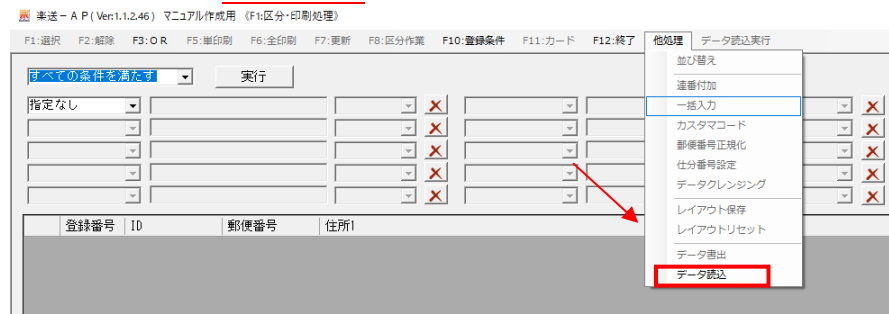 楽送－ＡＰ(Ver:1.1.2.46) マニュアル作成用 《F1:区分･印刷処理》
F1:選択 F2:解除 F3:ＯＲ F5:単印刷 F6:全印刷 F7:更新 F8:区分作業 F10:登録条件 F11:カード F12:終了 他処理 データ読込実行
すべての条件を満たす 実行
指定なし
並び替え
連番付加
一括入力
カスタマコード
郵便番号正規化
仕分番号設定
データクレンジング
レイアウト保存
レイアウトリセット
データ書出
データ読込
登録番号 ID 郵便番号 住所1